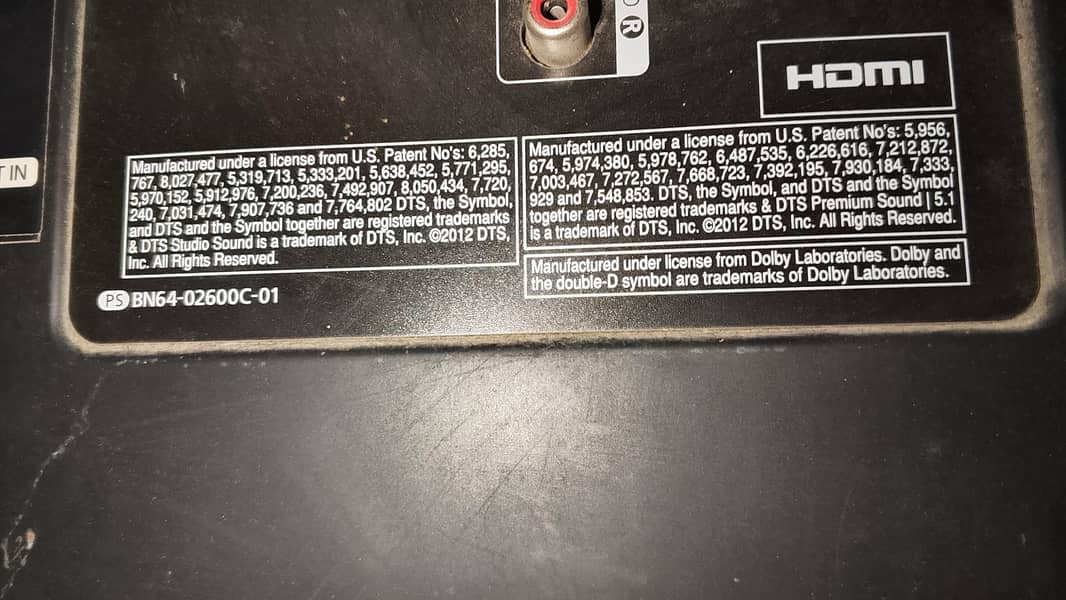 R
HDMI
T IN
Manufactured under a license from U.S. Patent No's: 6,285,
767, 8,027,477, 5,319,713, 5,333,201, 5,638,452, 5,771,295,
5,970,152, 5,912,976, 7,200,236, 7,492,907, 8,050,434, 7,720,
240, 7,031,474, 7,907,736 and 7,764,802 DTS, the Symbol,
and DTS and the Symbol together are registered trademarks
& DTS Studio Sound is a trademark of DTS, Inc. ©2012 DTS,
Inc. All Rights Reserved.
Manufactured under a license from U.S. Patent No's: 5,956,
674, 5,974,380, 5,978,762, 6,487,535, 6,226,616, 7,212,872,
7,003,467, 7,272,567, 7,668,723, 7,392,195, 7,930,184, 7,333,
929 and 7,548,853. DTS, the Symbol, and DTS and the Symbol
together are registered trademarks & DTS Premium Sound | 5.1
is a trademark of DTS, Inc. ©2012 DTS, Inc. All Rights Reserved.
Manufactured under license from Dolby Laboratories. Dolby and
the double-D symbol are trademarks of Dolby Laboratories.
PS BN64-02600C-01